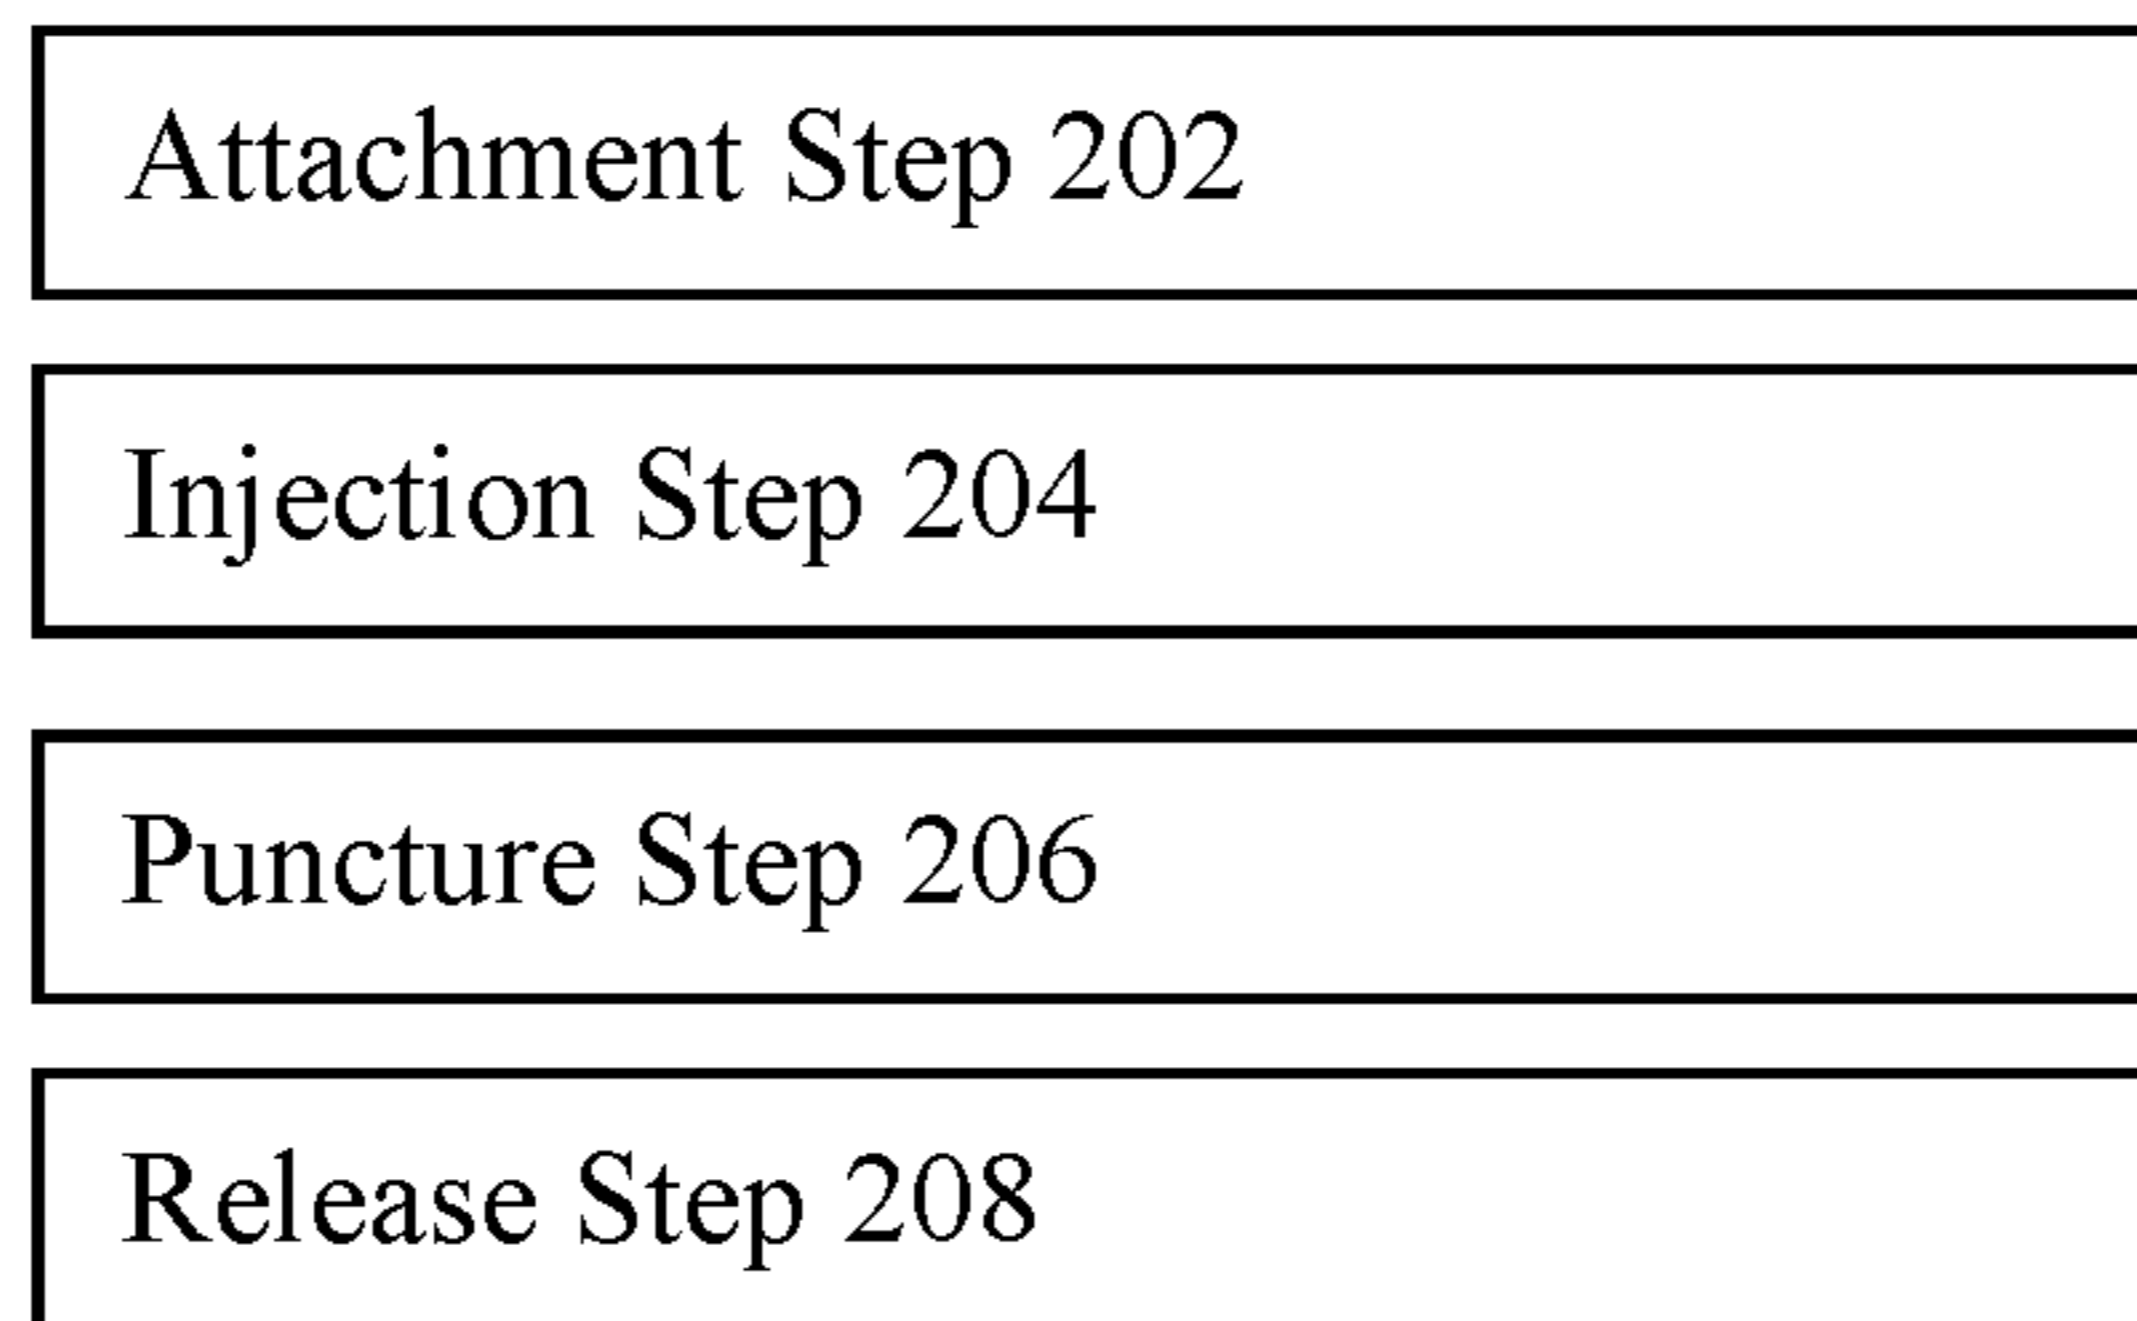 Attachment Step 202
Injection Step 204
Puncture Step 206
Release Step 208